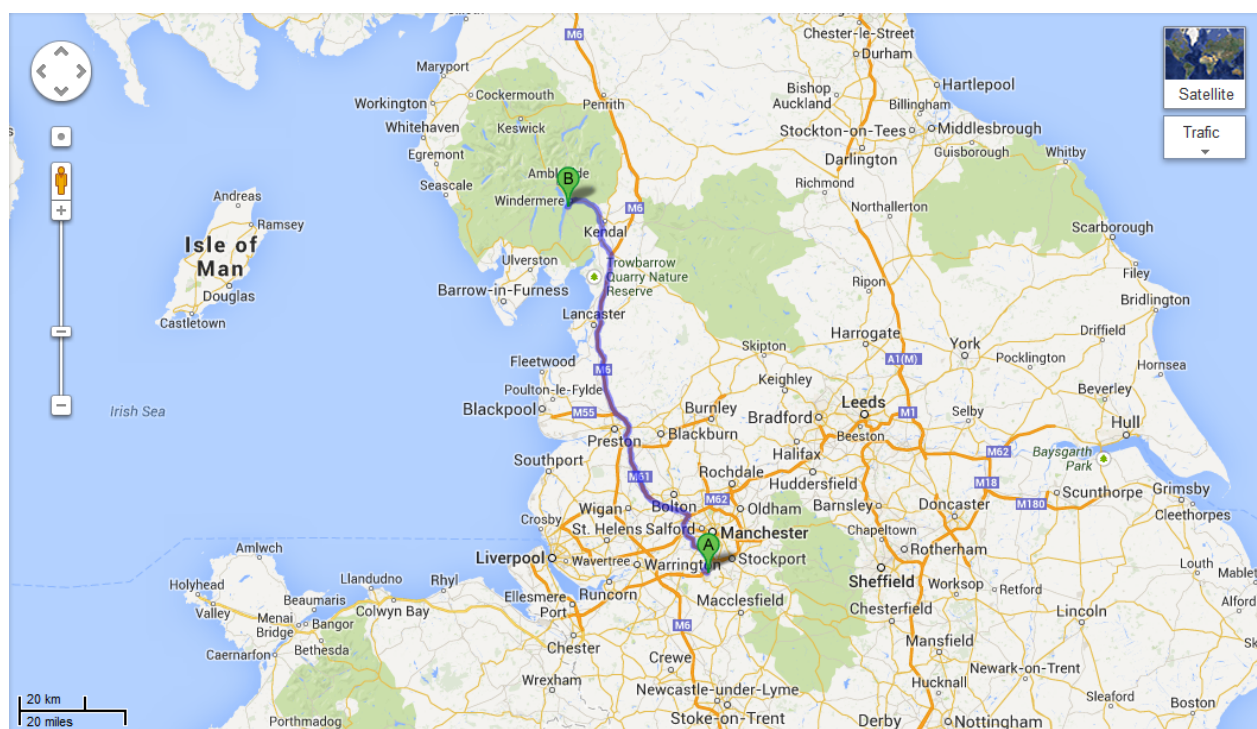 M6
Chester-le-Street
Durham
Maryport
Cockermouth
Penrith
Workington
Keswick
Whitehaven
Egremont
Seascale
Ambleside
Windermere
B
M6
Kendal
Bishop
Auckland
Hartlepool
Billingham
Stockton-on-Tees
Middlesbrough
Darlington
Guisborough
Whitby
Richmond
Northallerton
Scarborough
Satellite
Trafic
Andreas
Ramsey
Isle of
Man
Douglas
Castletown
Ulverston
Barrow-in-Furness
Trowbarrow
Quarry Nature
Reserve
Lancaster
Ripon
Filey
Bridlington
Harrogate
Driffield
Skipton
York
A1(M)
Pocklington
Hornsea
Fleetwood
M6
Poulton-le-Fylde
Keighley
Beverley
Irish Sea
Blackpool
M55
Burnley
Bradford
Leeds
M1
Selby
Hull
Preston
Blackburn
Beeston
Halifax
M62
Baysgarth
Park
Southport
M61
Rochdale
Huddersfield
M18
M180
Scunthorpe
Grimsby
Cleethorpes
Wigan
Bolton
M62
Oldham
Barnsley
Doncaster
Crosby
St. Helens
Salford
Manchester
Chapeltown
Rotherham
A
Liverpool
Wavertree
Warrington
Stockport
Sheffield
Worksop
Retford
Louth
Mablet
Amlwch
Holyhead
Valley
Llandudno
Rhyl
Beaumaris
Colwyn Bay
Menai
Bridge
Bangor
Caernarfon
Bethesda
Ellesmere
Port
Runcorn
Macclesfield
Chesterfield
Lincoln
Alford
Chester
M6
Mansfield
Crewe
Newark-on-Trent
Wrexham
Newcastle-under-Lyme
Hucknall
Sleaford
Boston
Porthmadog
Stoke-on-Trent
Derby
Nottingham
20 km
20 miles